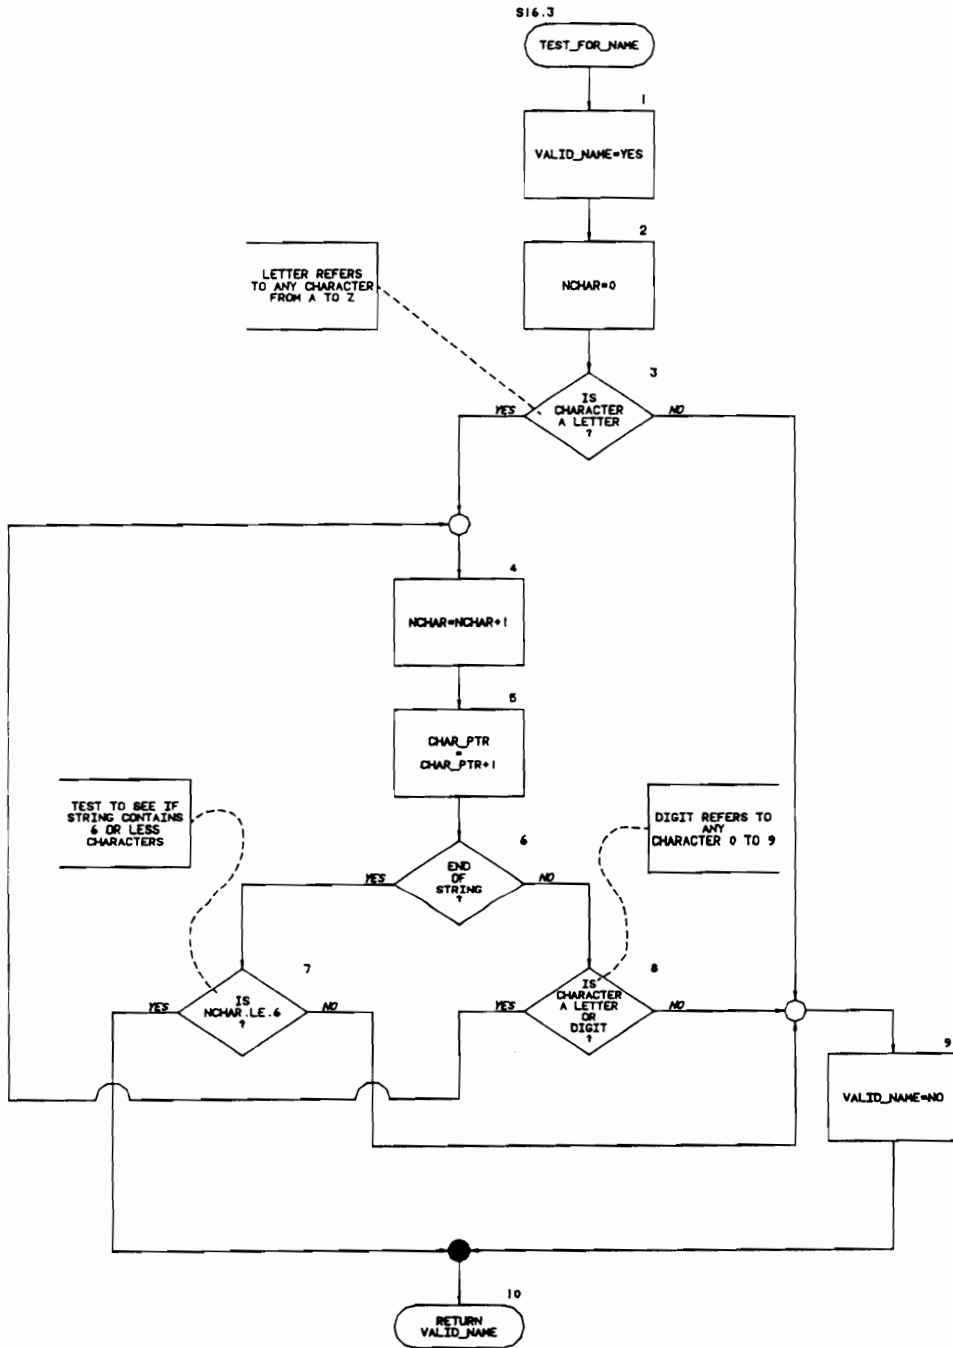 S16.3
TEST_FOR_NAME
1
VALID_NAME=YES
2
NCHAR=0
LETTER REFERS
TO ANY CHARACTER
FROM A TO Z
3
IS
CHARACTER
A LETTER
?
YES
NO
4
NCHAR=NCHAR+1
5
CHAR_PTR
=
CHAR_PTR+1
TEST TO SEE IF
STRING CONTAINS
6 OR LESS
CHARACTERS
DIGIT REFERS TO
ANY
CHARACTER 0 TO 9
6
END
OF
STRING
?
YES
NO
7
IS
NCHAR.LE.6
?
YES
NO
8
IS
CHARACTER
A LETTER
OR
DIGIT
?
YES
NO
9
VALID_NAME=NO
10
RETURN
VALID_NAME